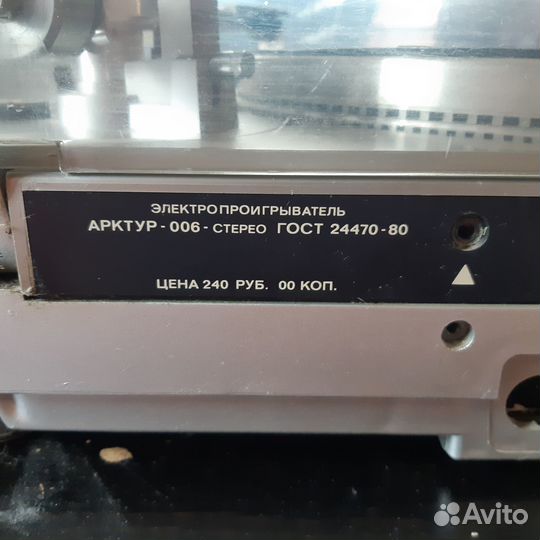 ЭЛЕКТРОПРОИГРЫВАТЕЛЬ
АРКТУР-006-СТЕРЕО ГОСТ 24470-80
ЦЕНА 240 РУБ. 00 КОП.
Avito